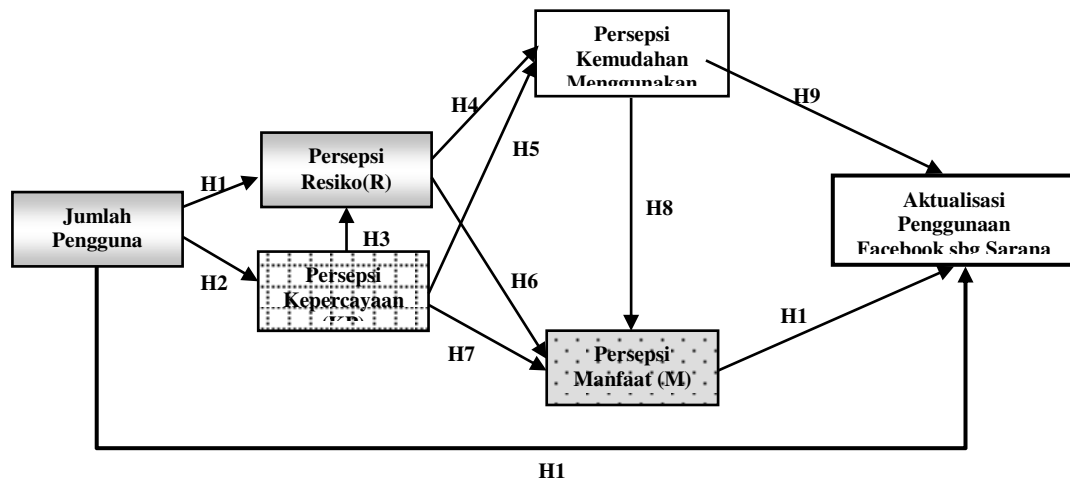 Persepsi
Kemudahan
Menggunakan
H9
H4
H5
Persepsi
Resiko(R)
H1
Jumlah
Pengguna
H8
Aktualisasi
Penggunaan
Facebook sbg Sarana
H3
H2
Persepsi
Kepercayaan
(KP)
H6
H7
Persepsi
Manfaat (M)
H1
H1